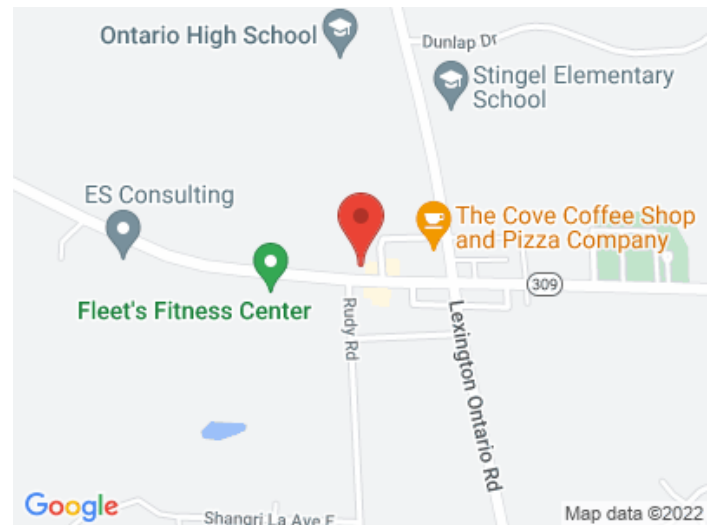 Ontario High School
Dunlap Dr
Stingel Elementary
School
ES Consulting
The Cove Coffee Shop
and Pizza Company
309
Fleet's Fitness Center
Rudy Rd
Lexington Ontario Rd
Google
Shangri La Ave E
Map data ©2022